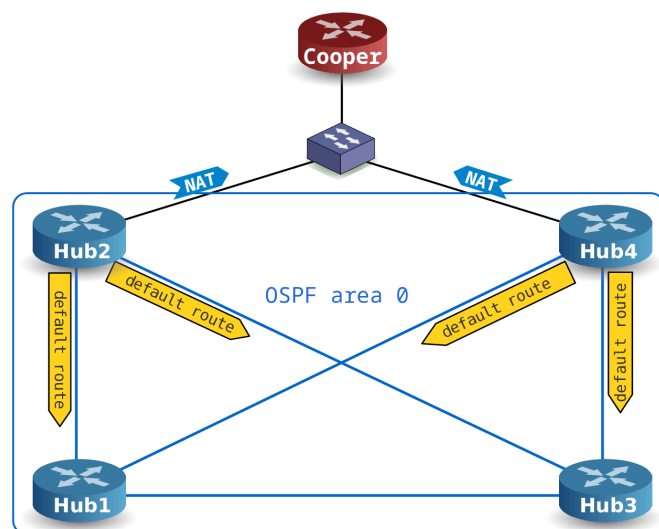 Cooper
NAT
NAT
Hub2
Hub4
default route
default route
OSPF area 0
default route
default route
Hub1
Hub3